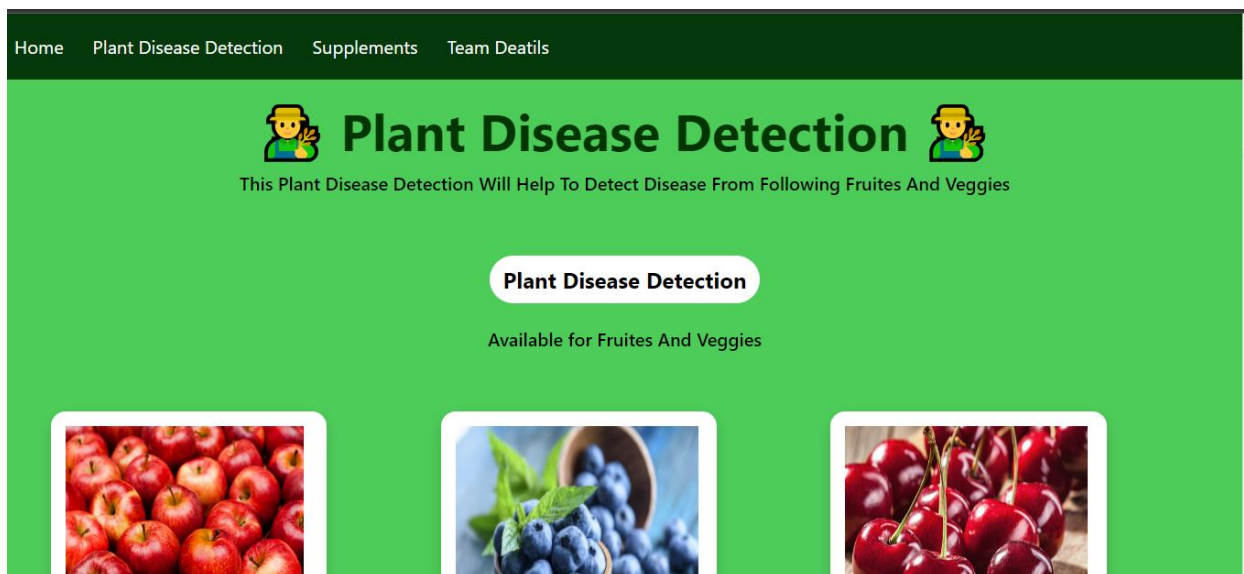 Home Plant Disease Detection Supplements Team Deatils
Plant Disease Detection
This Plant Disease Detection Will Help To Detect Disease From Following Fruites And Veggies
Plant Disease Detection
Available for Fruites And Veggies